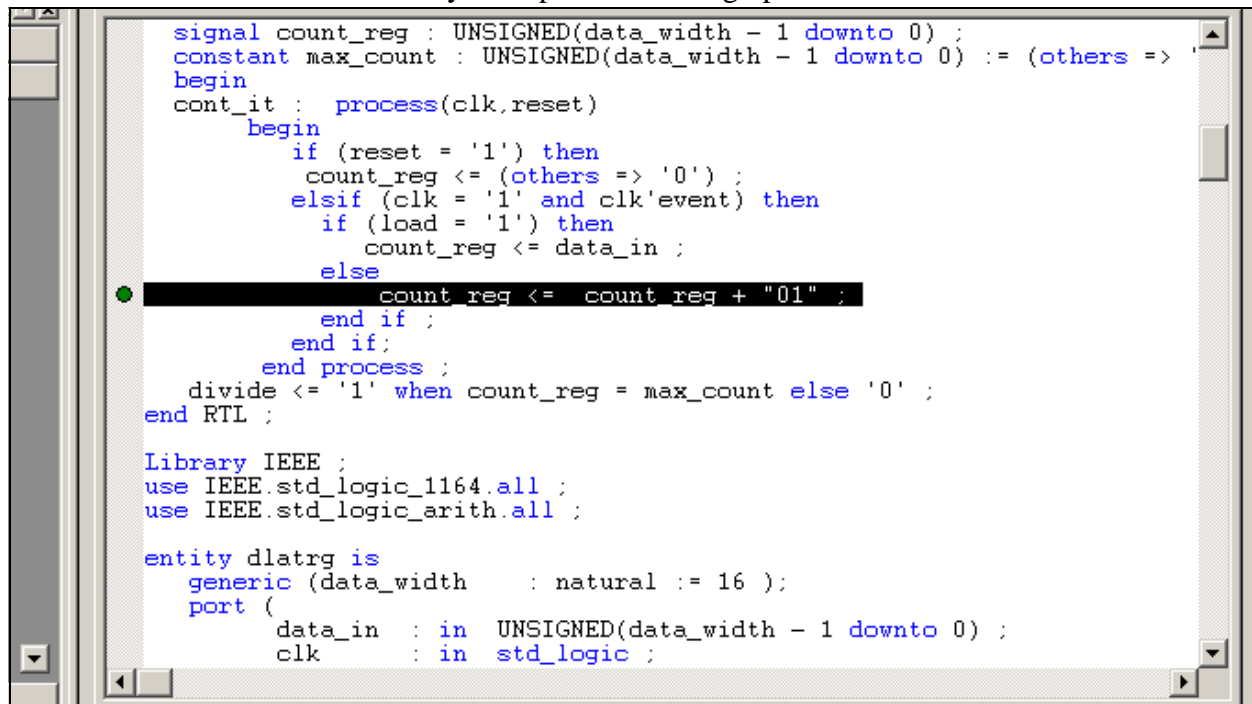 signal count_reg : UNSIGNED(data_width - 1 downto 0) ;
constant max_count : UNSIGNED(data_width - 1 downto 0) := (others => '
begin
cont_it : process(clk,reset)
begin
if (reset = '1') then
count_reg <= (others => '0') ;
elsif (clk = '1' and clk'event) then
if (load = '1') then
count_reg <= data_in ;
else
count_reg <= count_reg + "01" ;
end if ;
end if;
end process ;
divide <= '1' when count_reg = max_count else '0' ;
end RTL ;
Library IEEE ;
use IEEE.std_logic_1164.all ;
use IEEE.std_logic_arith.all ;
entity dlatrg is
generic (data_width : natural := 16 );
port (
data_in : in UNSIGNED(data_width - 1 downto 0) ;
clk : in std_logic ;